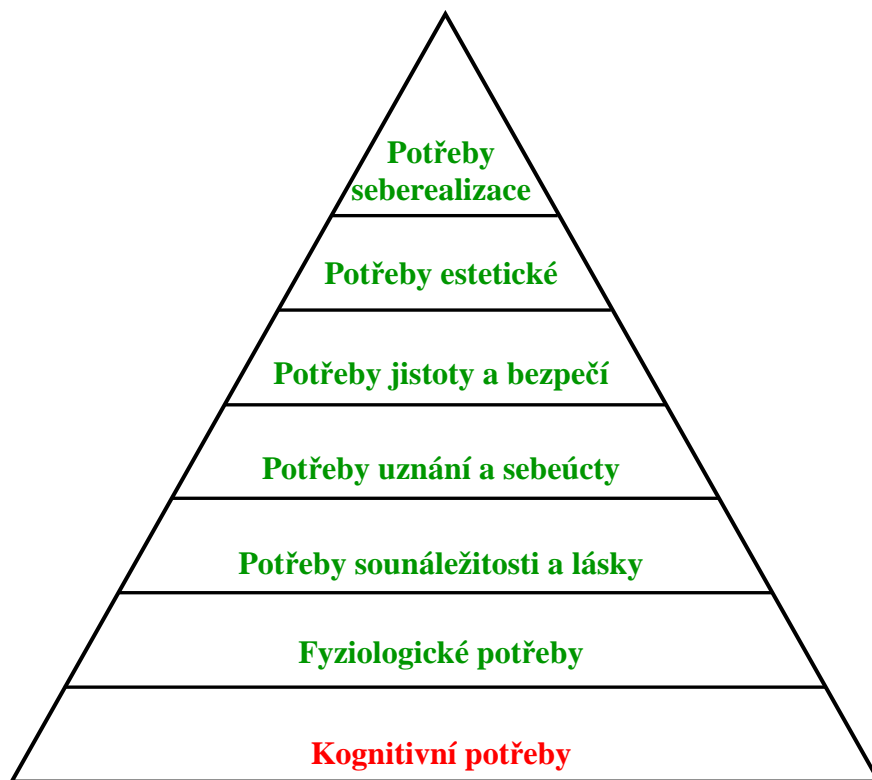 Potřeby
seberealizace
Potřeby estetické
Potřeby jistoty a bezpečí
Potřeby uznání a sebeúcty
Potřeby sounáležitosti a lásky
Fyziologické potřeby
Kognitivní potřeby